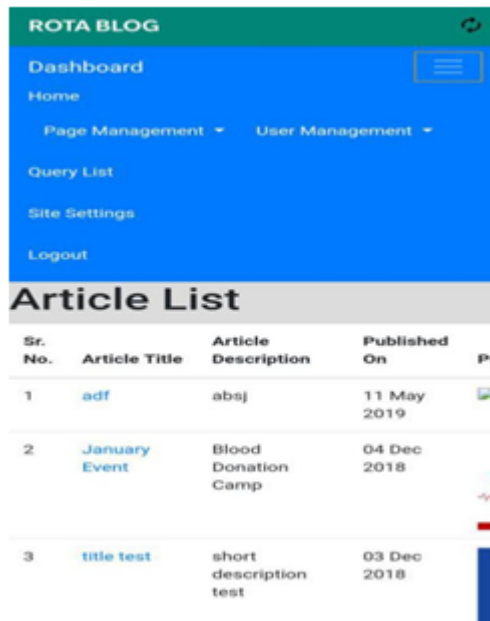 ROTA BLOG
Dashboard
Home
Page Management User Management
Query List
Site Settings
Logout
Article List
Sr. No. Article Title Article Description Published On P
1 adf absj 11 May 2019
2 January Event Blood Donation Camp 04 Dec 2018
3 title test short description test 03 Dec 2018